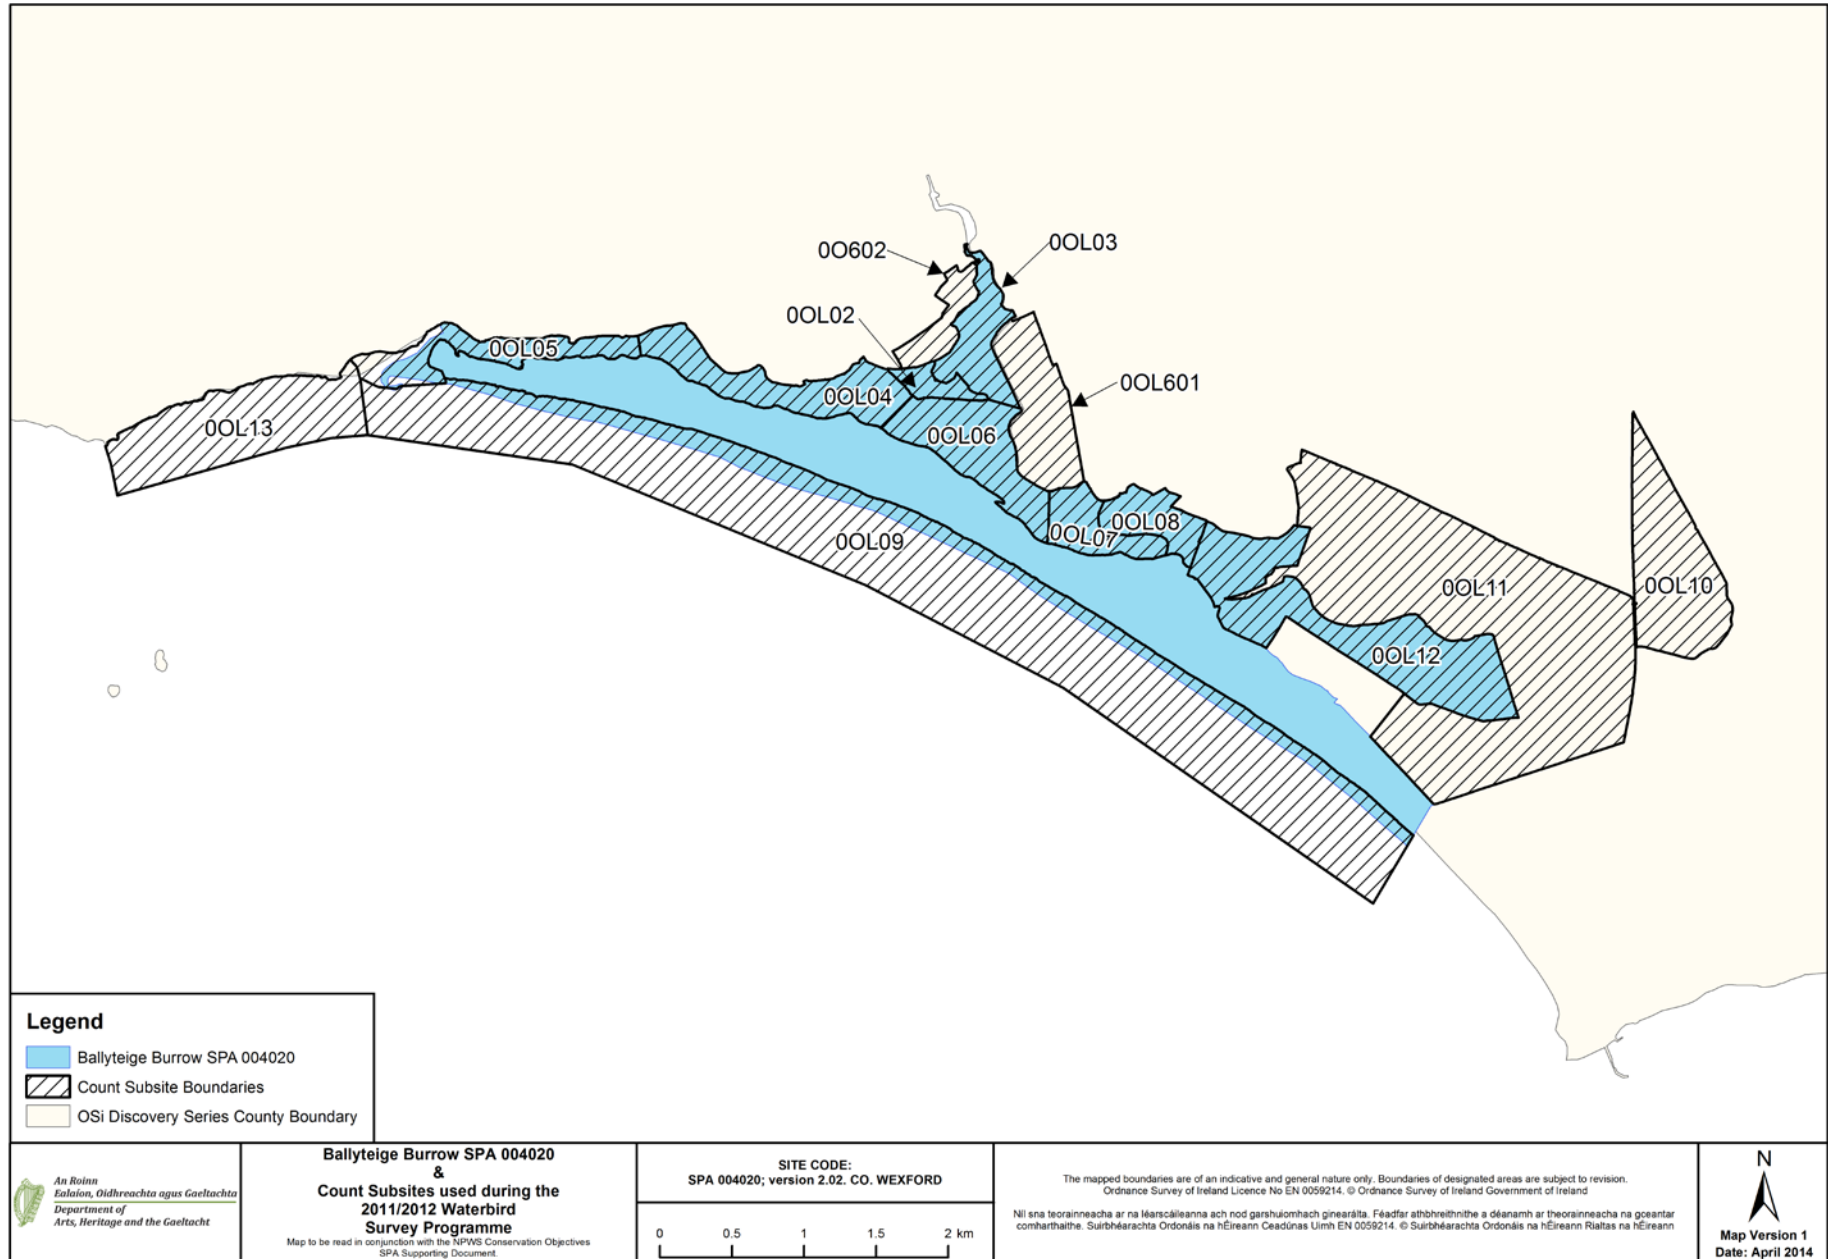 0O602
0OL03
0OL02
0OL05
0OL601
0OL04
0OL13
0OL06
0OL08
0OL07
0OL09
0OL11
0OL10
0OL12
Legend
Ballyteige Burrow SPA 004020
Count Subsite Boundaries
OSi Discovery Series County Boundary
An Roinn
Ealaíon, Oidhreachta agus Gaeltachta
Department of
Arts, Heritage and the Gaeltacht
Ballyteige Burrow SPA 004020
&
Count Subsites used during the
2011/2012 Waterbird
Survey Programme
Map to be read in conjunction with the NPWS Conservation Objectives
SPA Supporting Document.
SITE CODE:
SPA 004020; version 2.02. CO. WEXFORD
0 0.5 1 1.5 2 km
The mapped boundaries are of an indicative and general nature only. Boundaries of designated areas are subject to revision.
Ordnance Survey of Ireland Licence No EN 0059214. © Ordnance Survey of Ireland Government of Ireland
Níl sna teorainneacha ar na léarscáileanna ach nod garshuiomhach ginearálta. Féadfar athbhreithnithe a déanamh ar theorainneacha na gceantar
comharthaithe. Suirbhéarachta Ordonáis na hÉireann Ceadúnas Uimh EN 0059214. © Suirbhéarachta Ordonáis na hÉireann Rialtas na hÉireann
N
Map Version 1
Date: April 2014